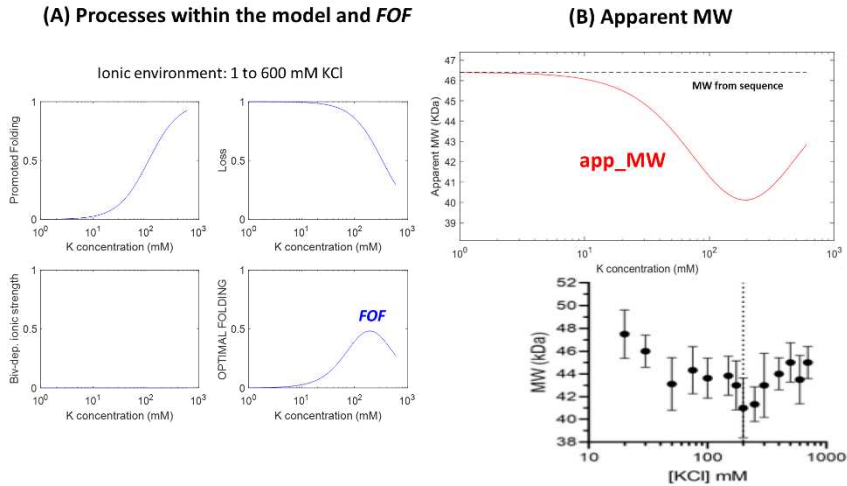 (A) Processes within the model and FOF
Ionic environment: 1 to 600 mM KCl
Promoted Folding
1
0.5
0
10^0
10^1
10^2
10^3
K concentration (mM)
Loss
1
0.5
0
10^0
10^1
10^2
10^3
K concentration (mM)
Biv-dep. ionic strength
1
0.5
0
10^0
10^1
10^2
10^3
K concentration (mM)
OPTIMAL FOLDING
1
0.5
0
FOF
10^0
10^1
10^2
10^3
K concentration (mM)
(B) Apparent MW
Apparent MW (KDa)
47
46
45
44
43
42
41
40
39
MW from sequence
app_MW
10^0
10^1
10^2
10^3
K concentration (mM)
MW (kDa)
52
48
46
44
41
38
10
100
1000
[KCl] mM